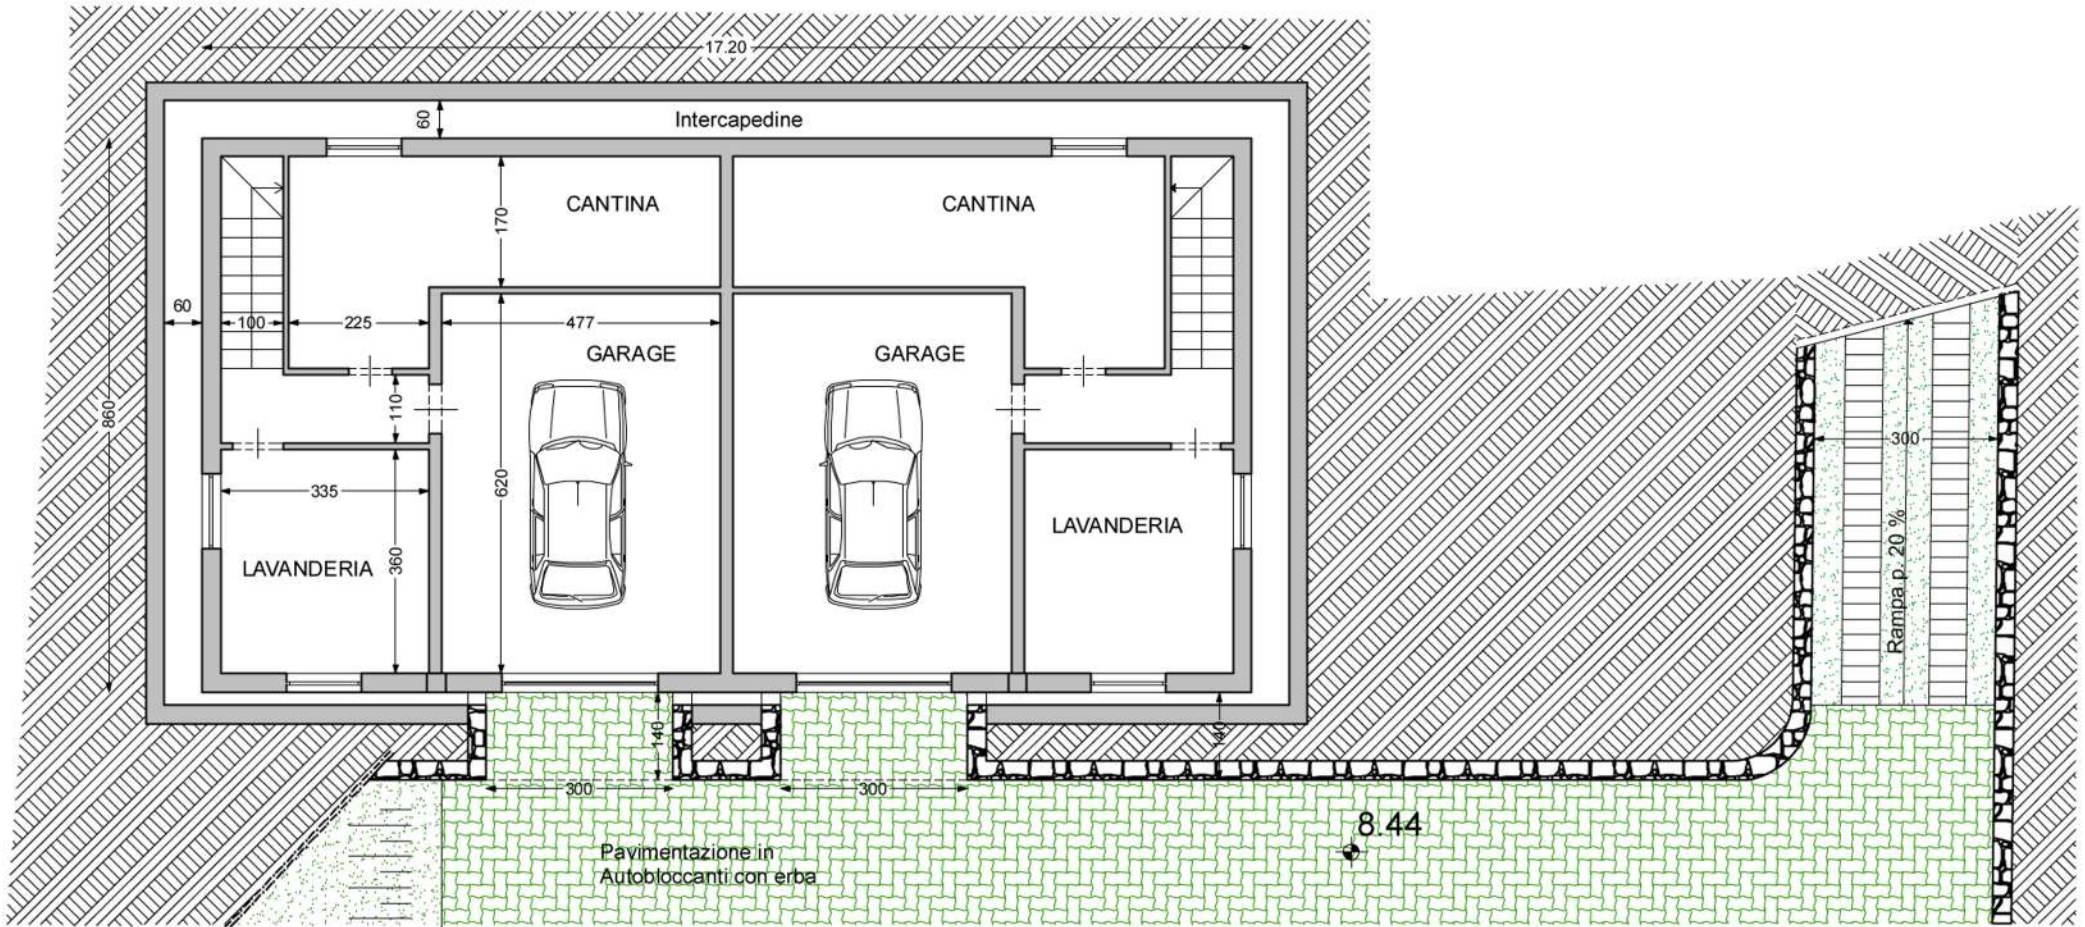 17.20
60
Intercapedine
CANTINA
CANTINA
170
60
100
225
477
GARAGE
GARAGE
860
110
300
620
335
360
LAVANDERIA
LAVANDERIA
Rampa p. 20 %
140
140
300
300
8.44
Pavimentazione in
Autobloccanti con erba